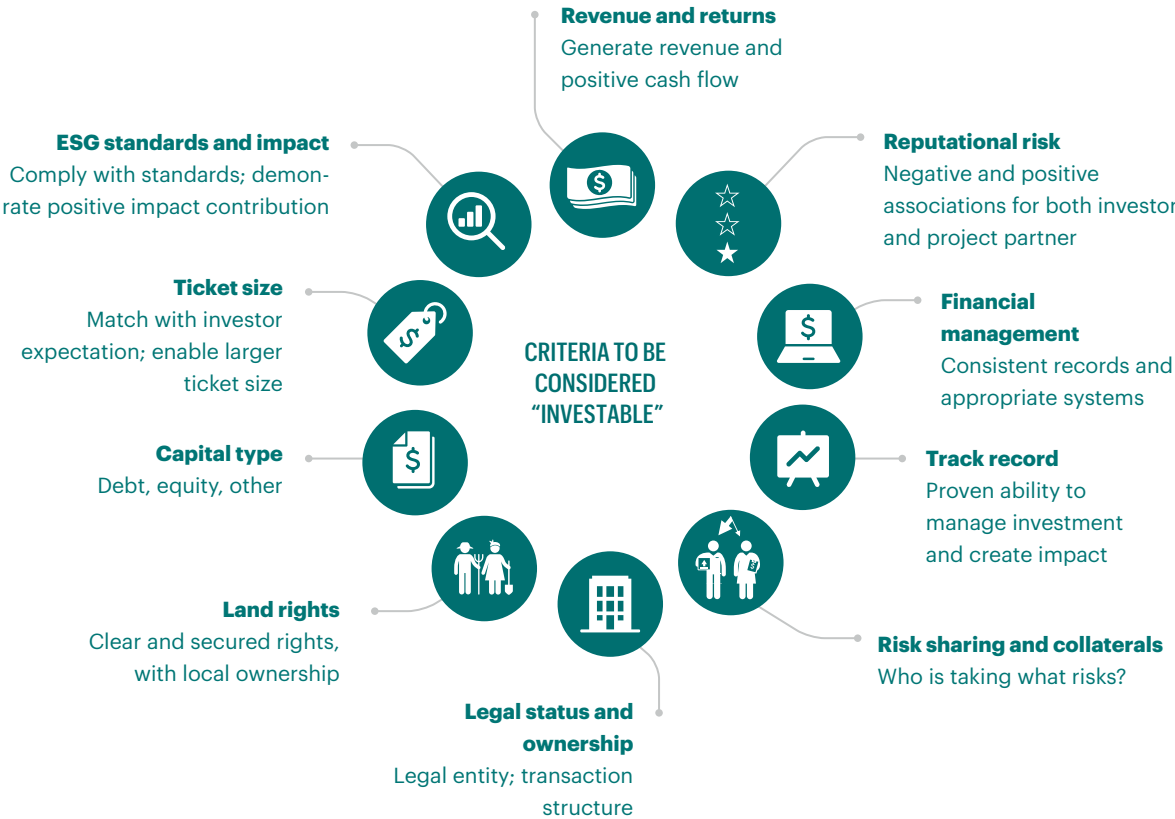 Revenue and returns
Generate revenue and
positive cash flow
Reputational risk
Negative and positive
associations for both investor
and project partner
Financial
management
Consistent records and
appropriate systems
Track record
Proven ability to
manage investment
and create impact
Risk sharing and collaterals
Who is taking what risks?
Legal status and
ownership
Legal entity; transaction
structure
Land rights
Clear and secured rights,
with local ownership
Capital type
Debt, equity, other
Ticket size
Match with investor
expectation; enable larger
ticket size
ESG standards and impact
Comply with standards; demon-
rate positive impact contribution
CRITERIA TO BE
CONSIDERED
“INVESTABLE”
$
$
$
$